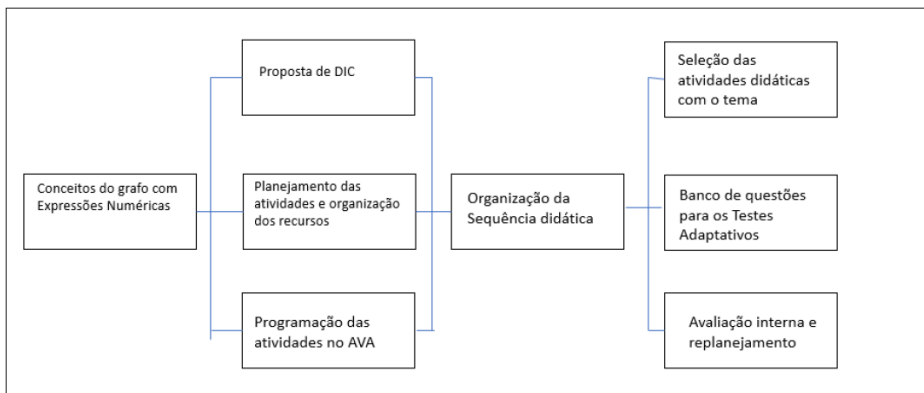 Conceitos do grafo com
Expressões Numéricas
Proposta de DIC
Planejamento das
atividades e organização
dos recursos
Programação das
atividades no AVA
Organização da
Sequência didática
Seleção das
atividades didáticas
com o tema
Banco de questões
para os Testes
Adaptativos
Avaliação interna e
replanejamento